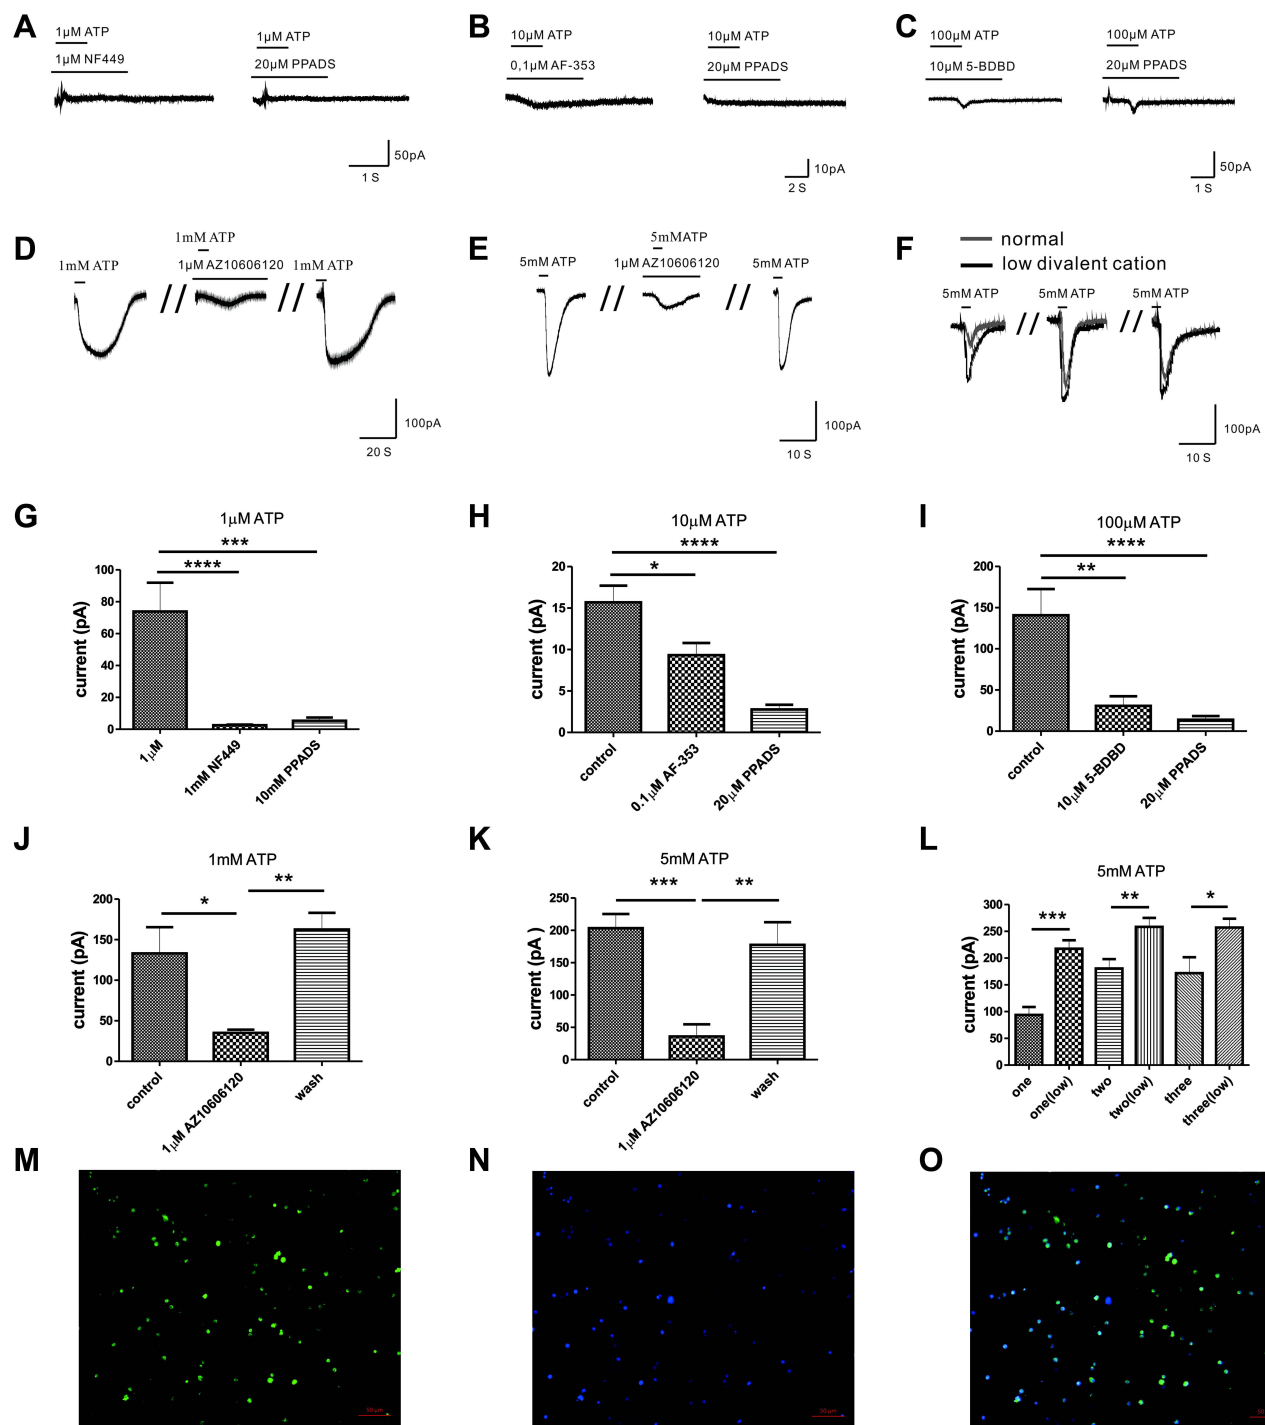 A
1µM ATP
1µM NF449
1µM ATP
20µM PPADS
50pA
1 S
B
10µM ATP
0,1µM AF-353
10µM ATP
20µM PPADS
10pA
2 S
C
100µM ATP
10µM 5-BDBD
100µM ATP
20µM PPADS
50pA
1 S
D
1mM ATP
1mM ATP
1µM AZ10606120
1mM ATP
100pA
20 S
E
5mM ATP
5mMATP
1µM AZ10606120
5mM ATP
100pA
10 S
F
normal
low divalent cation
5mM ATP
5mM ATP
5mM ATP
100pA
10 S
G
1µM ATP
***
****
current (pA)
100
80
60
40
20
0
1µM
1mM NF449
10mM PPADS
H
10µM ATP
****
*
current (pA)
20
15
10
5
0
control
0.1µM AF-353
20µM PPADS
I
100µM ATP
****
**
current (pA)
200
150
100
50
0
control
10µM 5-BDBD
20µM PPADS
J
1mM ATP
*
**
current (pA)
200
150
100
50
0
control
1µM AZ10606120
wash
K
5mM ATP
***
**
current (pA )
250
200
150
100
50
0
control
1µM AZ10606120
wash
L
5mM ATP
***
**
*
current (pA)
300
250
200
150
100
50
0
one
one(low)
two
two(low)
three
three(low)
M
50 µm
N
50 µm
O